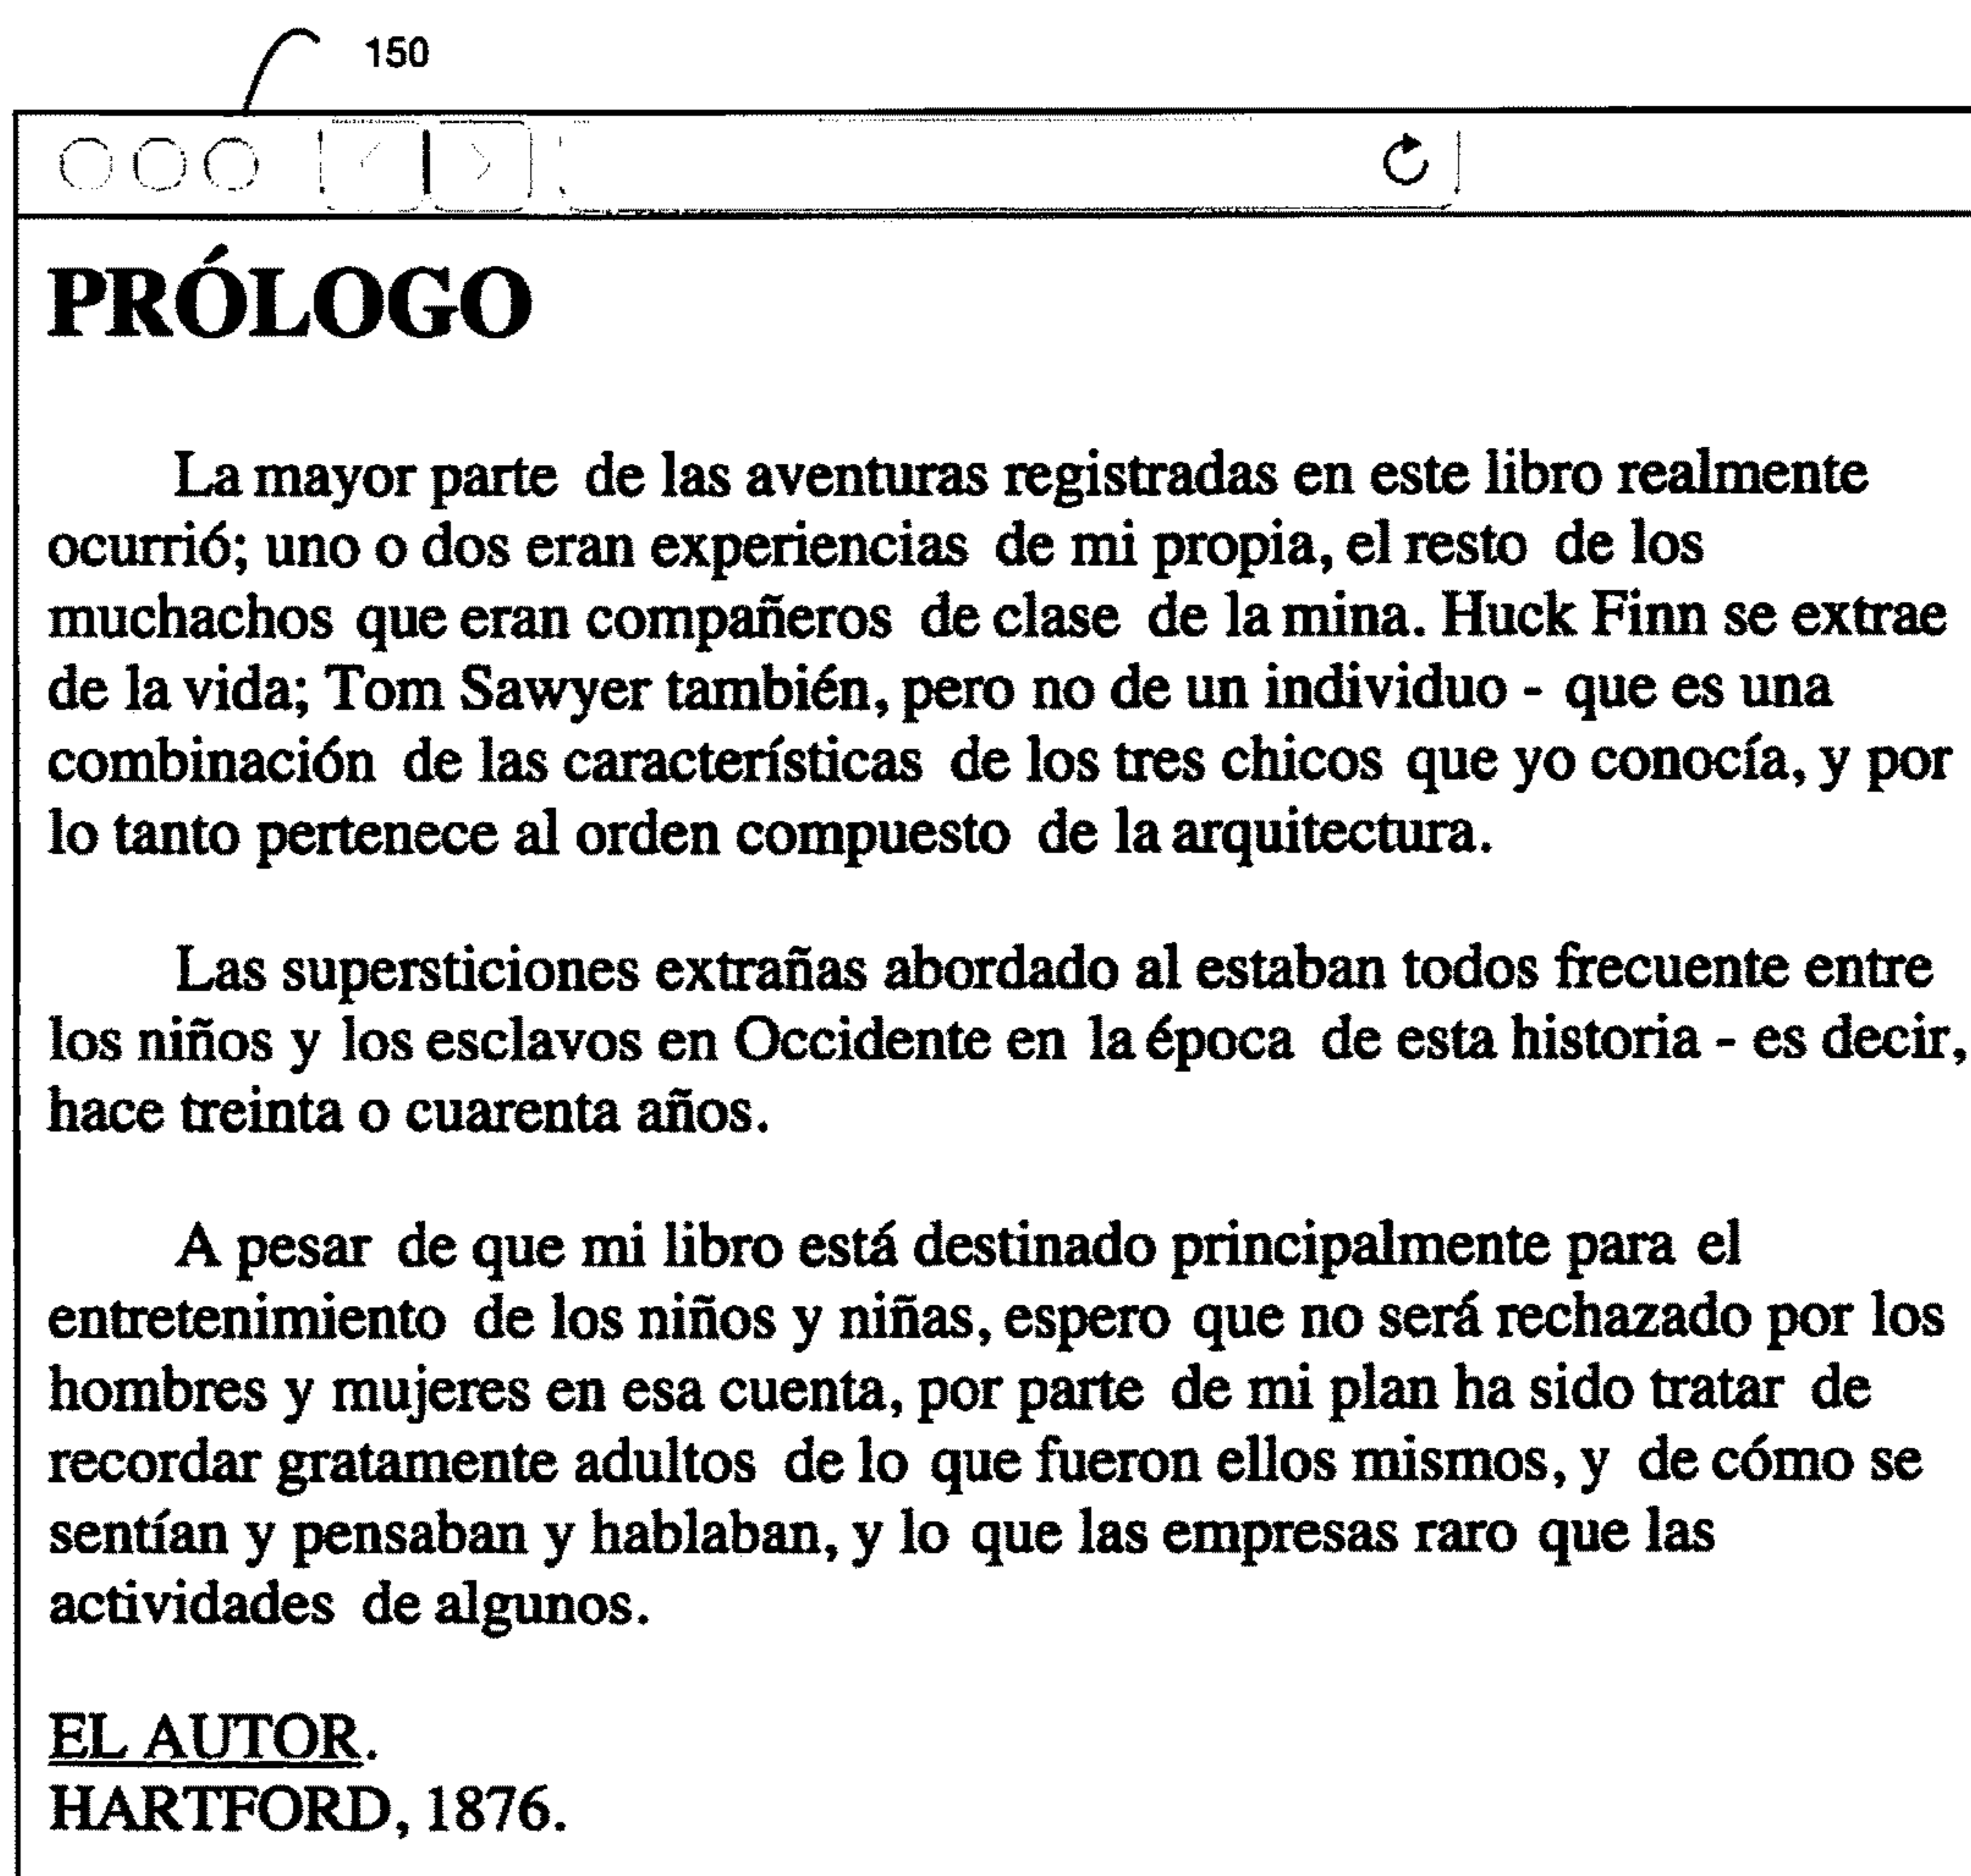 150
PRÓLOGO
La mayor parte de las aventuras registradas en este libro realmente
ocurrió; uno o dos eran experiencias de mi propia, el resto de los
muchachos que eran compañeros de clase de la mina. Huck Finn se extrae
de la vida; Tom Sawyer también, pero no de un individuo - que es una
combinación de las características de los tres chicos que yo conocía, y por
lo tanto pertenece al orden compuesto de la arquitectura.
Las supersticiones extrañas abordado al estaban todos frecuente entre
los niños y los esclavos en Occidente en la época de esta historia - es decir,
hace treinta o cuarenta años.
A pesar de que mi libro está destinado principalmente para el
entretenimiento de los niños y niñas, espero que no será rechazado por los
hombres y mujeres en esa cuenta, por parte de mi plan ha sido tratar de
recordar gratamente adultos de lo que fueron ellos mismos, y de cómo se
sentían y pensaban y hablaban, y lo que las empresas raro que las
actividades de algunos.
EL AUTOR.
HARTFORD, 1876.